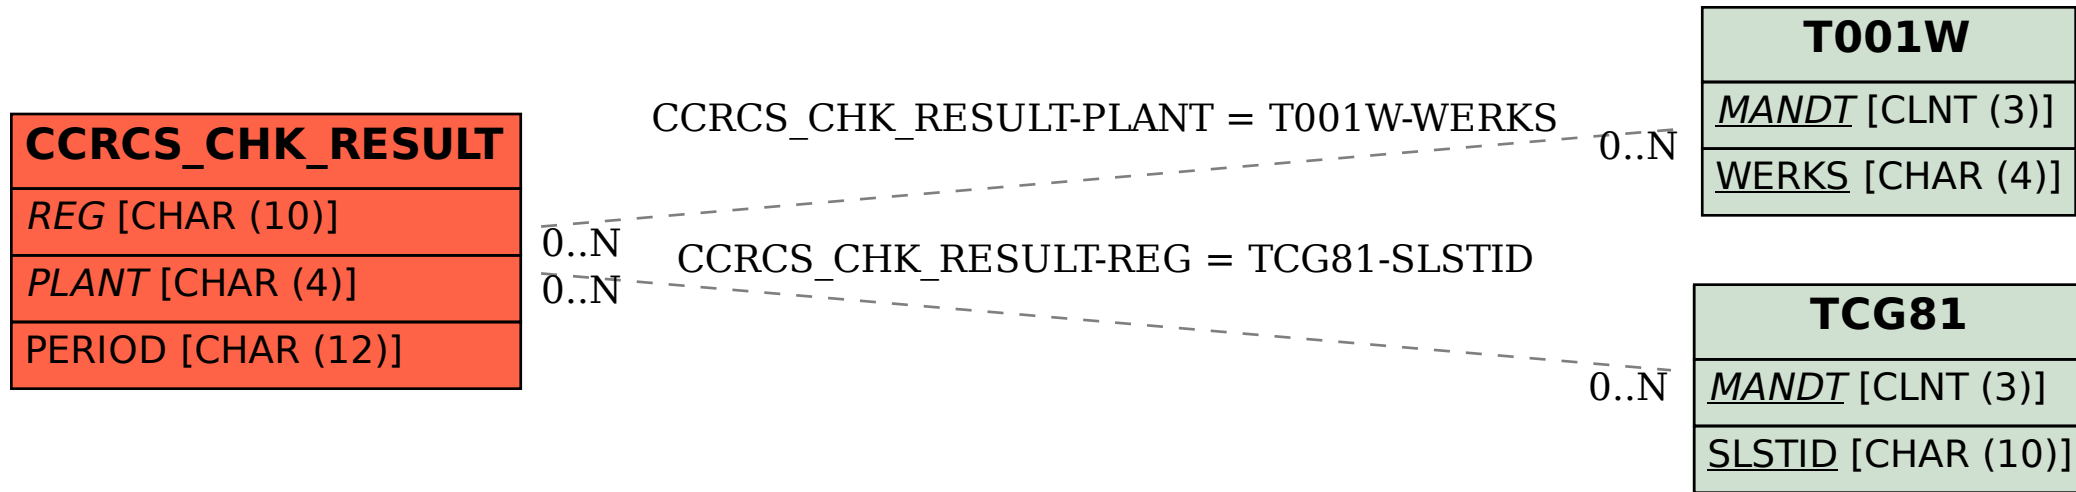 CCRCS_CHK_RESULT
REG [CHAR (10)]
PLANT [CHAR (4)]
PERIOD [CHAR (12)]
CCRCS_CHK_RESULT-PLANT = T001W-WERKS
0..N
0..N
CCRCS_CHK_RESULT-REG = TCG81-SLSTID
0..N
0..N
T001W
MANDT [CLNT (3)]
WERKS [CHAR (4)]
TCG81
MANDT [CLNT (3)]
SLSTID [CHAR (10)]